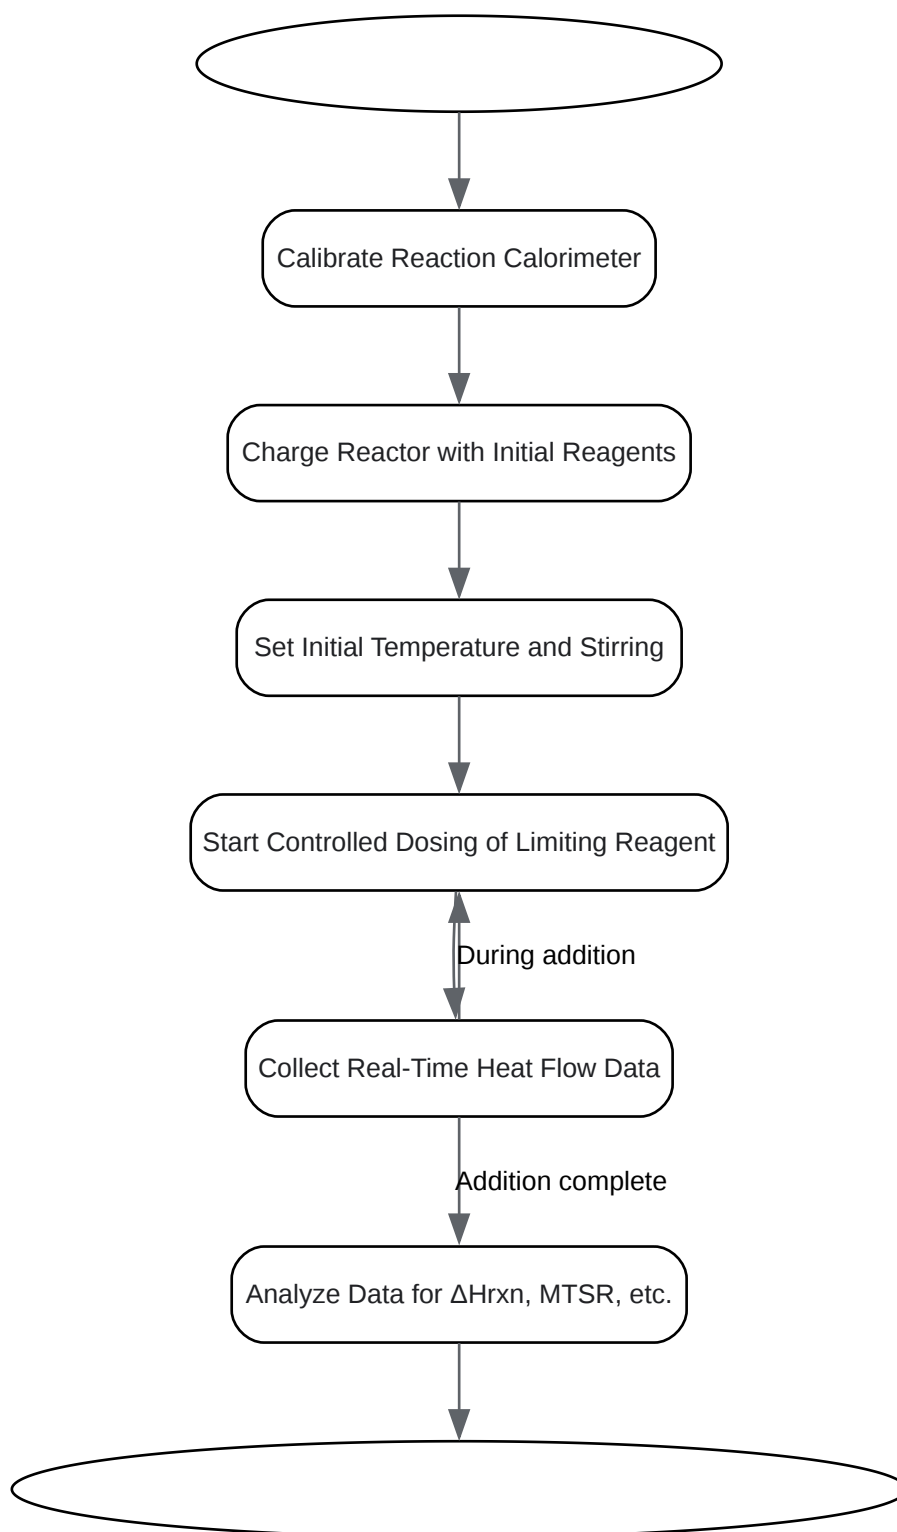 Calibrate Reaction Calorimeter
Charge Reactor with Initial Reagents
Set Initial Temperature and Stirring
Start Controlled Dosing of Limiting Reagent
During addition
Collect Real-Time Heat Flow Data
Addition complete
Analyze Data for ΔHrxn, MTSR, etc.